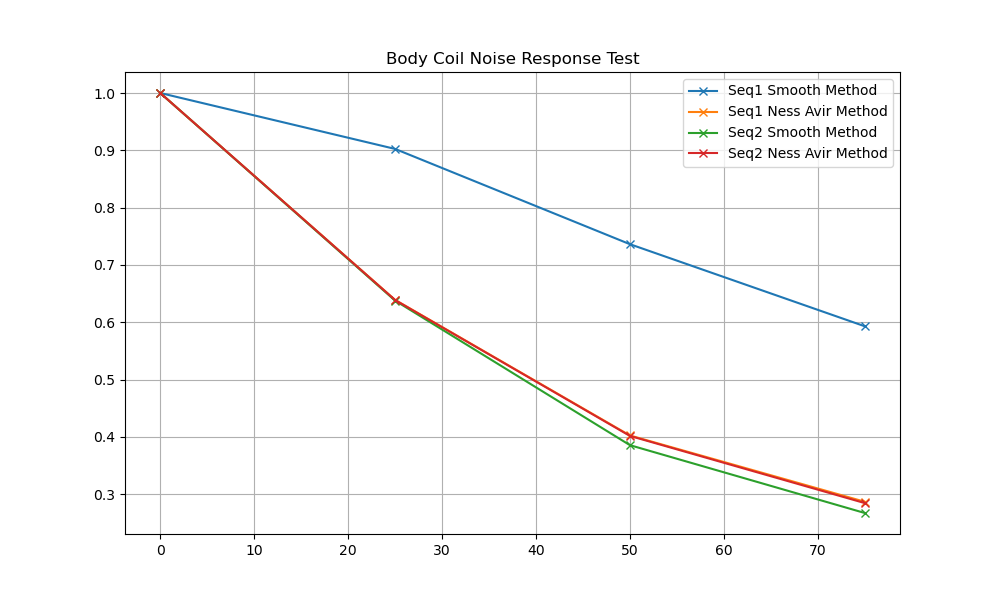 Body Coil Noise Response Test
Seq1 Smooth Method
Seq1 Ness Avir Method
Seq2 Smooth Method
Seq2 Ness Avir Method
1.0
0.9
0.8
0.7
0.6
0.5
0.4
0.3
0 10 20 30 40 50 60 70